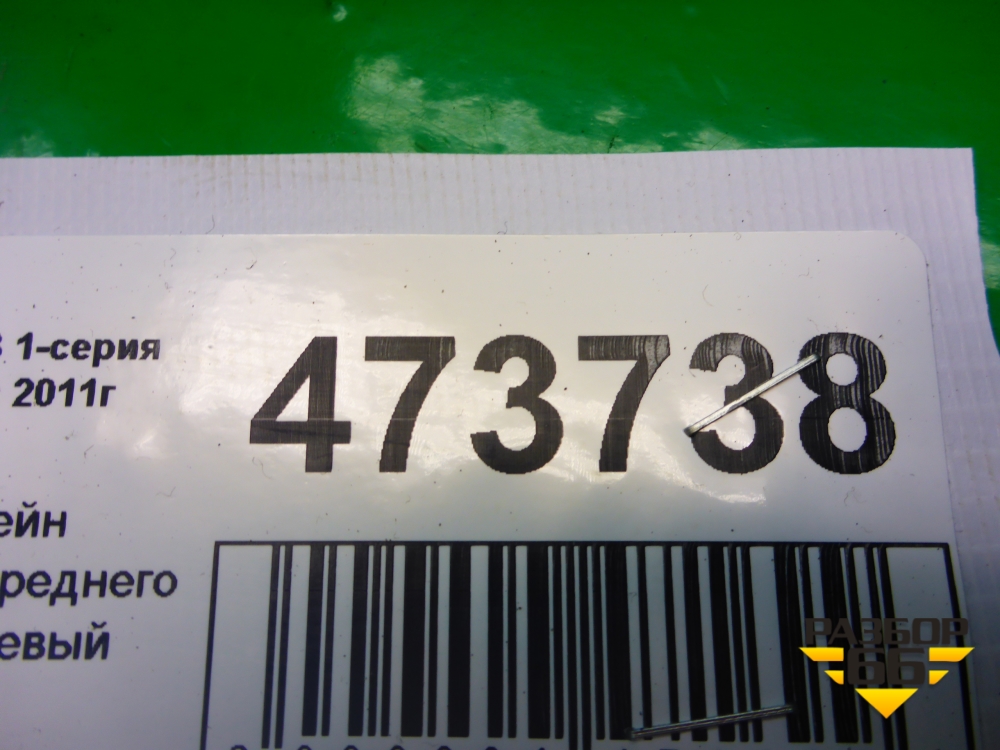 1-серия
2011г
473738
ейн
реднего
евый
РАЗБОР
66